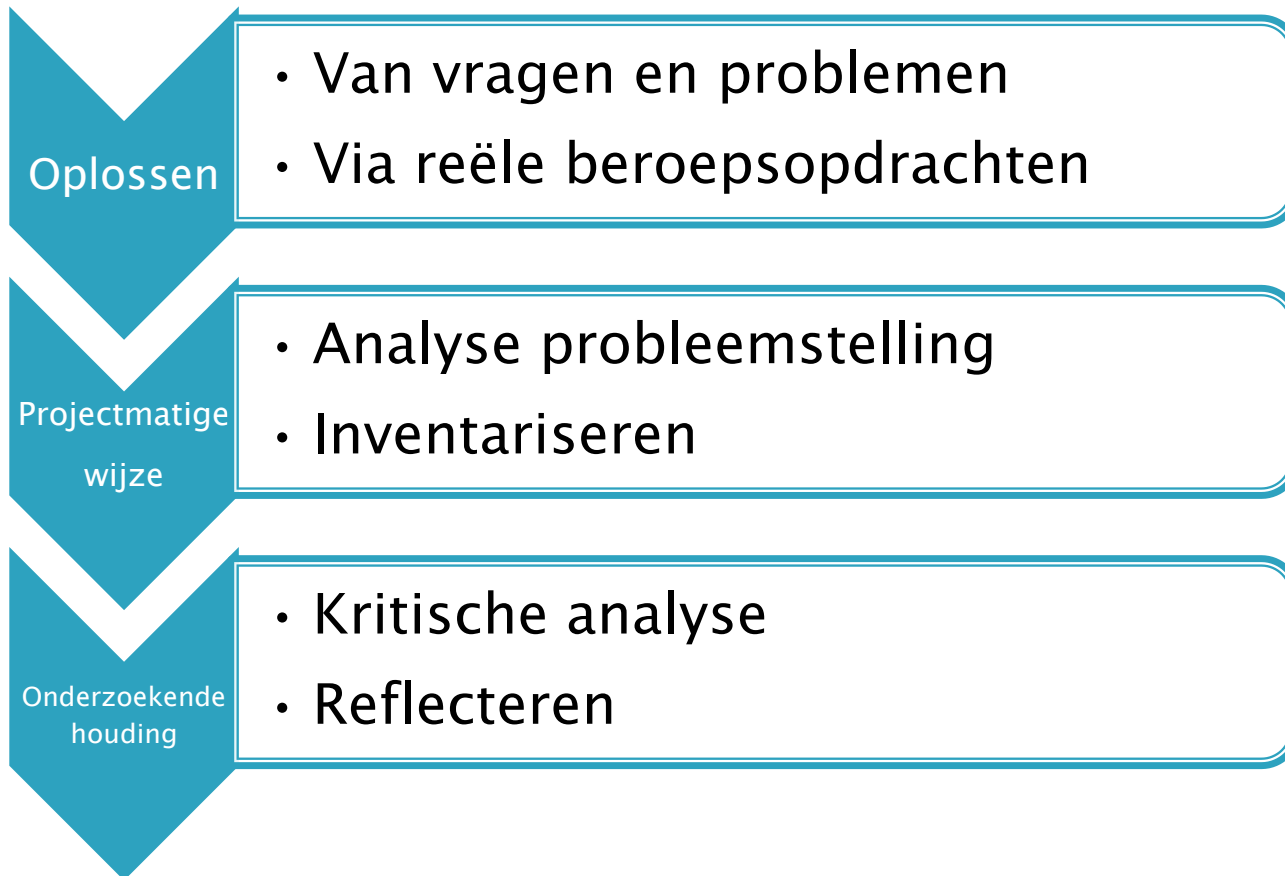 Oplossen
• Van vragen en problemen
• Via reële beroepsopdrachten
Projectmatige
wijze
• Analyse probleemstelling
• Inventariseren
Onderzoekende
houding
• Kritische analyse
• Reflecteren